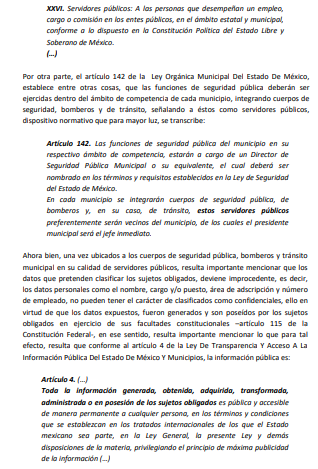 XXVI. Servidores públicos: A las personas que desempeñan un empleo,
cargo o comisión en los entes públicos, en el ámbito estatal y municipal,
conforme a lo dispuesto en la Constitución Política del Estado Libre y
Soberano de México.
(...)
Por otra parte, el artículo 142 de la Ley Orgánica Municipal Del Estado De México,
establece entre otras cosas, que las funciones de seguridad pública deberán ser
ejercidas dentro del ámbito de competencia de cada municipio, integrando cuerpos de
seguridad, bomberos y de tránsito, señalando a éstos como servidores públicos,
dispositivo normativo que para mayor luz, se transcribe:
Artículo 142. Las funciones de seguridad pública del municipio en su
respectivo ámbito de competencia, estarán a cargo de un Director de
Seguridad Pública Municipal o su equivalente, el cual deberá ser
nombrado en los términos y requisitos establecidos en la Ley de Seguridad
del Estado de México.
En cada municipio se integrarán cuerpos de seguridad pública, de
bomberos y, en su caso, de tránsito, estos servidores públicos
preferentemente serán vecinos del municipio, de los cuales el presidente
municipal será el jefe inmediato.
Ahora bien, una vez ubicados a los cuerpos de seguridad pública, bomberos y tránsito
municipal en su calidad de servidores públicos, resulta importante mencionar que los
datos que pretenden clasificar los sujetos obligados, deviene improcedente, es decir,
los datos personales como el nombre, cargo y/o puesto, área de adscripción y número
de empleado, no pueden tener el carácter de clasificados como confidenciales, ello en
virtud de que los datos expuestos, fueron generados y son poseídos por los sujetos
obligados en ejercicio de sus facultades constitucionales –artículo 115 de la
Constitución Federal-, en ese sentido, resulta importante mencionar lo que para tal
efecto, resulta que conforme al artículo 4 de la Ley De Transparencia Y Acceso A La
Información Pública Del Estado De México Y Municipios, la información pública es:
Artículo 4. (...)
Toda la información generada, obtenida, adquirida, transformada,
administrada o en posesión de los sujetos obligados es pública y accesible
de manera permanente a cualquier persona, en los términos y condiciones
que se establezcan en los tratados internacionales de los que el Estado
mexicano sea parte, en la Ley General, la presente Ley y demás
disposiciones de la materia, privilegiando el principio de máxima publicidad
de la información (...)